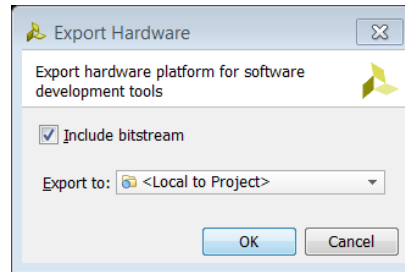 Export Hardware
Export hardware platform for software
development tools
Include bitstream
Export to: <Local to Project>
OK Cancel